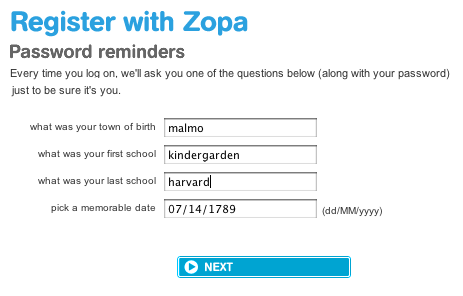 Register with Zopa
Password reminders
Every time you log on, we'll ask you one of the questions below (along with your password)
just to be sure it's you.
what was your town of birth malmo
what was your first school kindergarden
what was your last school harvard
pick a memorable date 07/14/1789 (dd/MM/yyyy)
NEXT